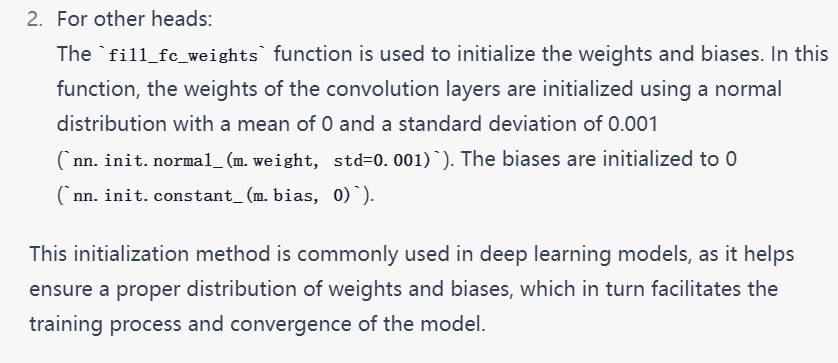 2. For other heads:
The `fill_fc_weights` function is used to initialize the weights and biases. In this
function, the weights of the convolution layers are initialized using a normal
distribution with a mean of 0 and a standard deviation of 0.001
(`nn.init.normal_(m.weight, std=0.001)`). The biases are initialized to 0
(`nn.init.constant_(m.bias, 0)`).
This initialization method is commonly used in deep learning models, as it helps
ensure a proper distribution of weights and biases, which in turn facilitates the
training process and convergence of the model.